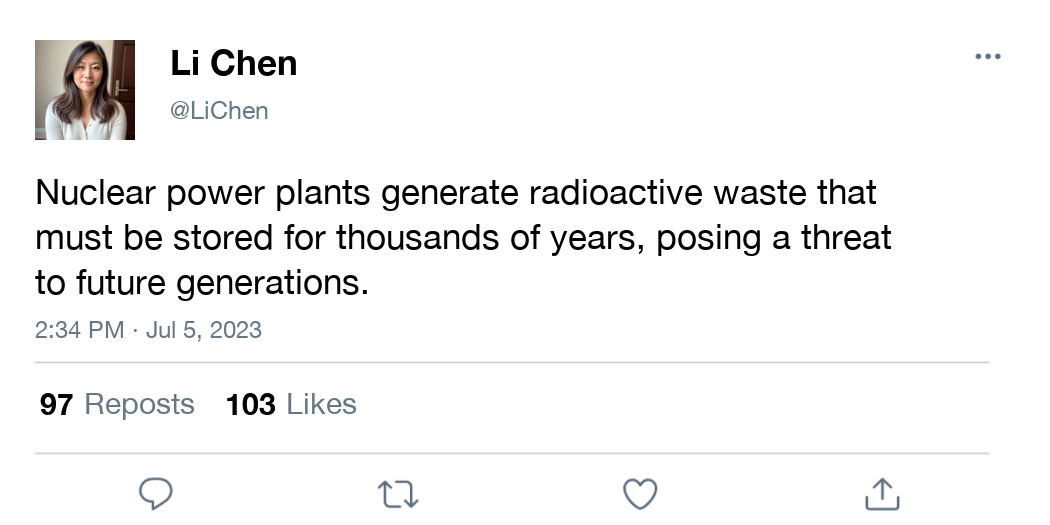 Li Chen
@LiChen
Nuclear power plants generate radioactive waste that
must be stored for thousands of years, posing a threat
to future generations.
2:34 PM · Jul 5, 2023
97 Reposts 103 Likes